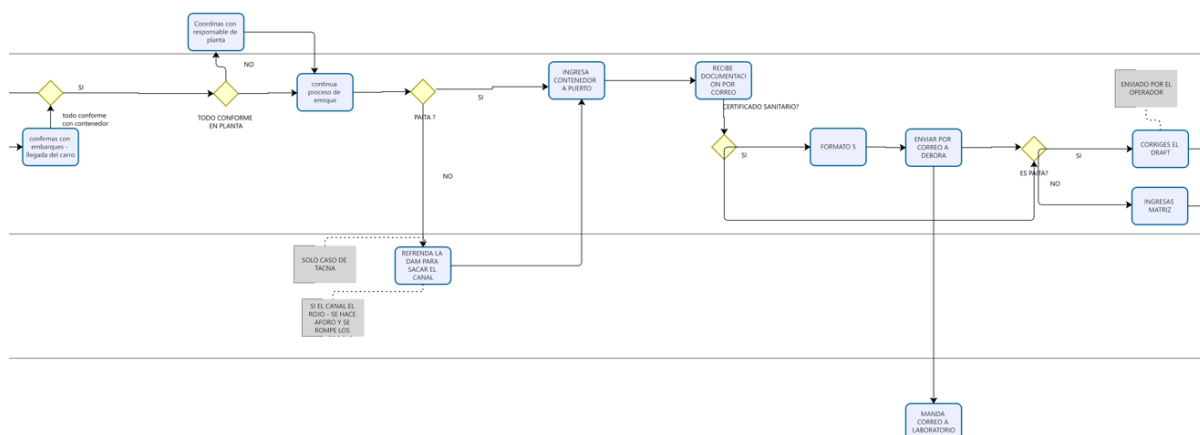 Coordinas con
responsable de
planta
NO
SI
todo conforme
con contenedor
confirmas con
embarques -
llegada del carro
TODO CONFORME
EN PLANTA
continua
proceso de
emrique
PAITA ?
SI
NO
INGRESA
CONTENEDOR
A PUERTO
RECIBE
DOCUMENTACI
ON POR
CORREO
CERTIFICADO SANITARIO?
SI
FORMATO S
ENVIAR POR
CORREO A
DEBORA
ES PAITA?
SI
NO
ENVIADO POR EL
OPERADOR
CORRIGES EL
DRAFT
INGRESAS
MATRIZ
SOLO CASO DE
TACNA
REFRENDA LA
DAM PARA
SACAR EL
CANAL
SI EL CANAL EL
ROJO - SE HACE
AFORO Y SE
ROMPE LOS
MANDA
CORREO A
LABORATORIO